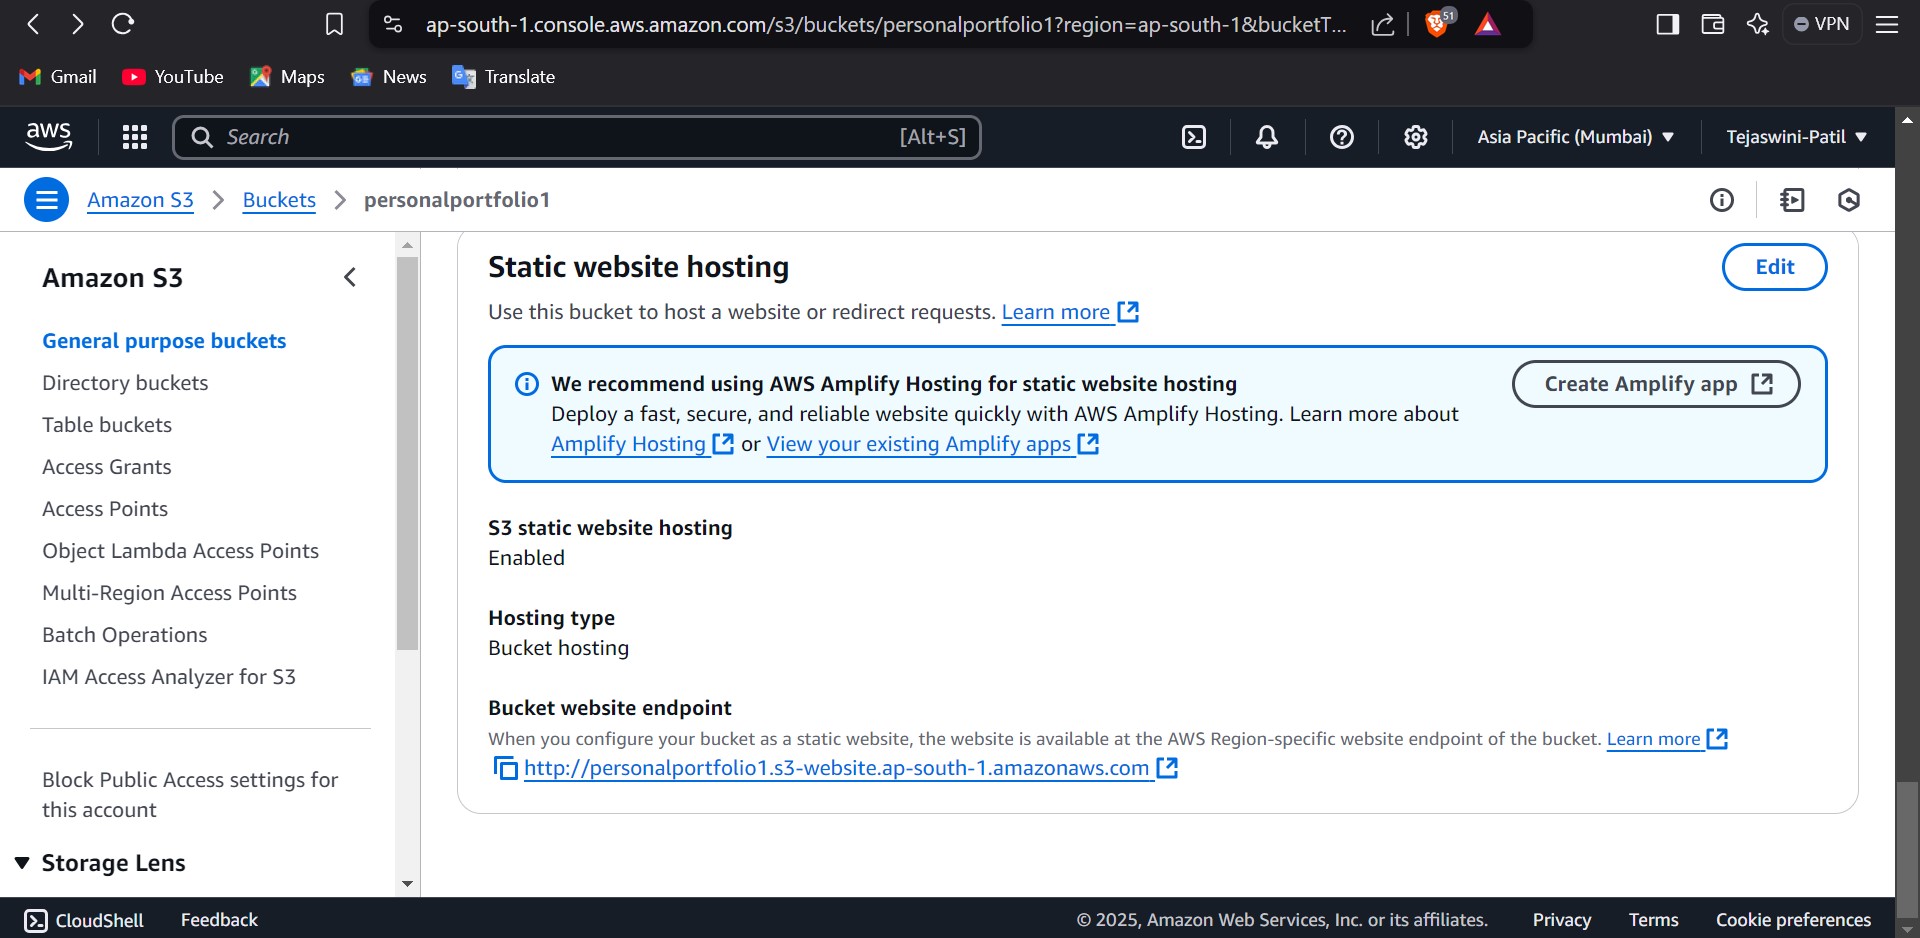 ap-south-1.console.aws.amazon.com/s3/buckets/personalportfolio1?region=ap-south-1&bucketT...
51
VPN
Gmail
YouTube
Maps
News
Translate
aws
Search
[Alt+S]
Asia Pacific (Mumbai)
Tejaswini-Patil
Amazon S3
Buckets
personalportfolio1
Amazon S3
General purpose buckets
Directory buckets
Table buckets
Access Grants
Access Points
Object Lambda Access Points
Multi-Region Access Points
Batch Operations
IAM Access Analyzer for S3
Block Public Access settings for
this account
Storage Lens
Static website hosting
Edit
Use this bucket to host a website or redirect requests. Learn more
We recommend using AWS Amplify Hosting for static website hosting
Deploy a fast, secure, and reliable website quickly with AWS Amplify Hosting. Learn more about
Amplify Hosting or View your existing Amplify apps
Create Amplify app
S3 static website hosting
Enabled
Hosting type
Bucket hosting
Bucket website endpoint
When you configure your bucket as a static website, the website is available at the AWS Region-specific website endpoint of the bucket. Learn more
http://personalportfolio1.s3-website.ap-south-1.amazonaws.com
CloudShell
Feedback
© 2025, Amazon Web Services, Inc. or its affiliates.
Privacy
Terms
Cookie preferences